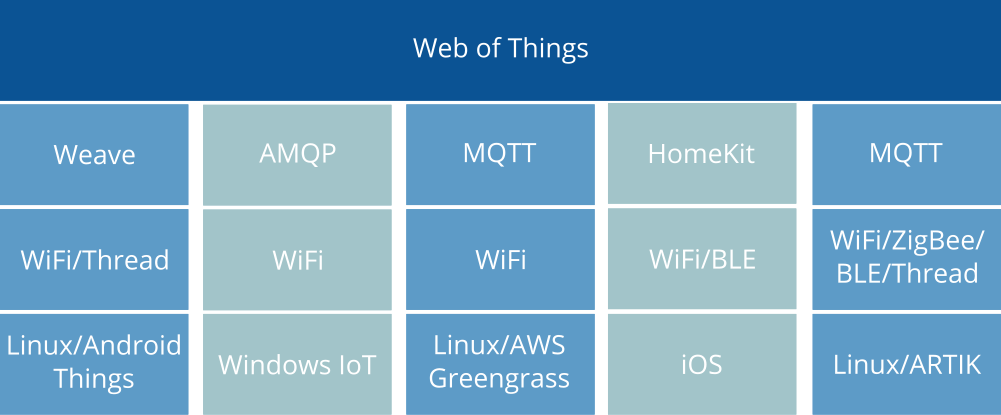 Web of Things
Weave
AMQP
MQTT
HomeKit
MQTT
WiFi/Thread
WiFi
WiFi
WiFi/BLE
WiFi/ZigBee/
BLE/Thread
Linux/Android
Things
Windows IoT
Linux/AWS
Greengrass
iOS
Linux/ARTIK